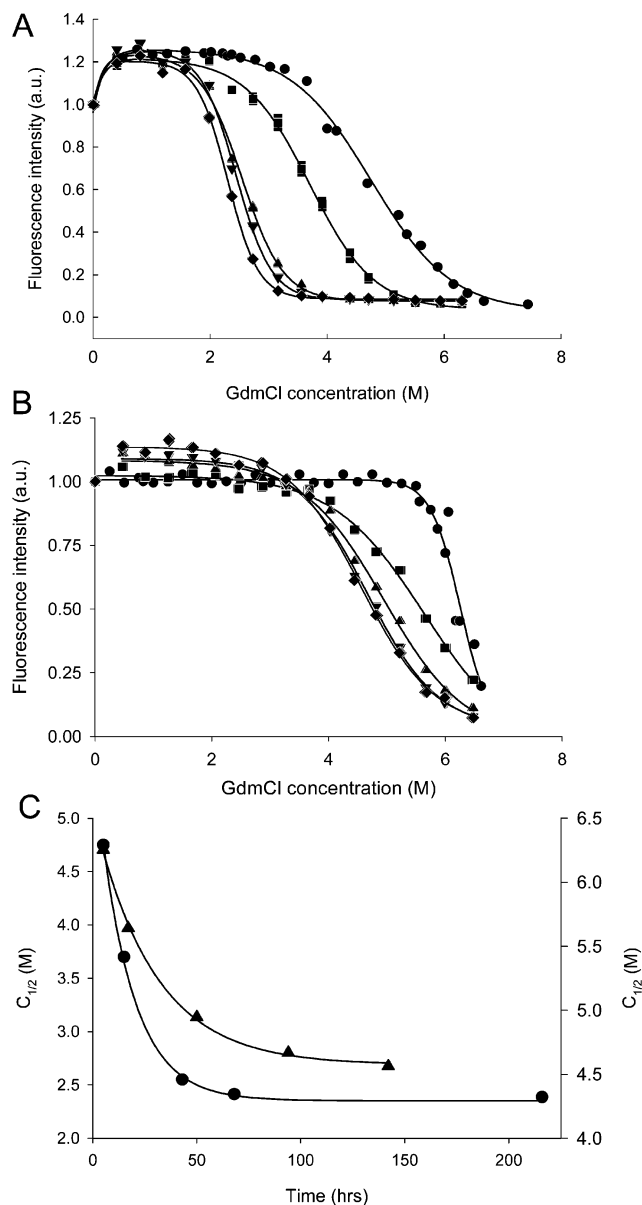 A
Fluorescence intensity (a.u.)
1.4
1.2
1.0
0.8
0.6
0.4
0.2
0.0
0 2 4 6 8
GdmCl concentration (M)
B
Fluorescence intensity (a.u.)
1.25
1.00
0.75
0.50
0.25
0.00
0 2 4 6 8
GdmCl concentration (M)
C
C1/2 (M)
5.0
4.5
4.0
3.5
3.0
2.5
2.0
6.5
6.0
5.5
5.0
4.5
4.0
C1/2 (M)
0 50 100 150 200
Time (hrs)